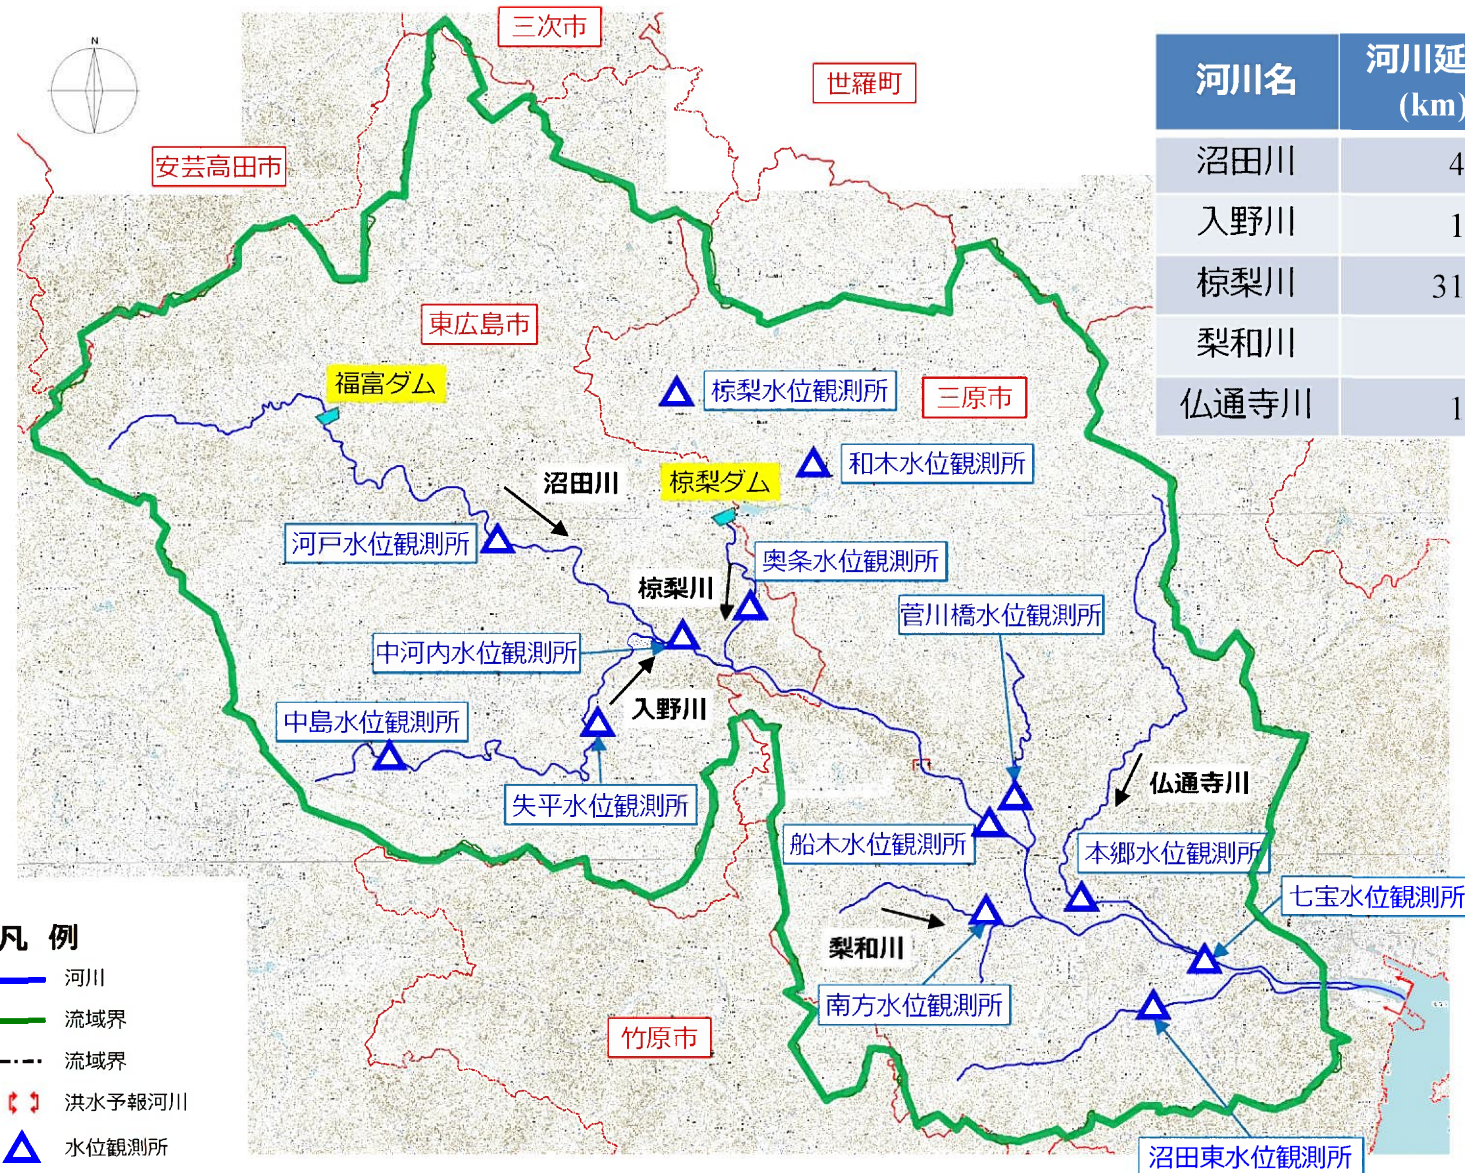 N
三次市
世羅町
安芸高田市
東広島市
三原市
竹原市
福富ダム
椋梨ダム
椋梨水位観測所
和木水位観測所
沼田川
河戸水位観測所
奥条水位観測所
椋梨川
菅川橋水位観測所
中河内水位観測所
入野川
中島水位観測所
矢平水位観測所
仏通寺川
船木水位観測所
本郷水位観測所
七宝水位観測所
梨和川
南方水位観測所
沼田東水位観測所
河川名 河川延
(km)
沼田川 4
入野川 1
椋梨川 31
梨和川
仏通寺川 1
凡 例
河川
流域界
流域界
洪水予報河川
水位観測所